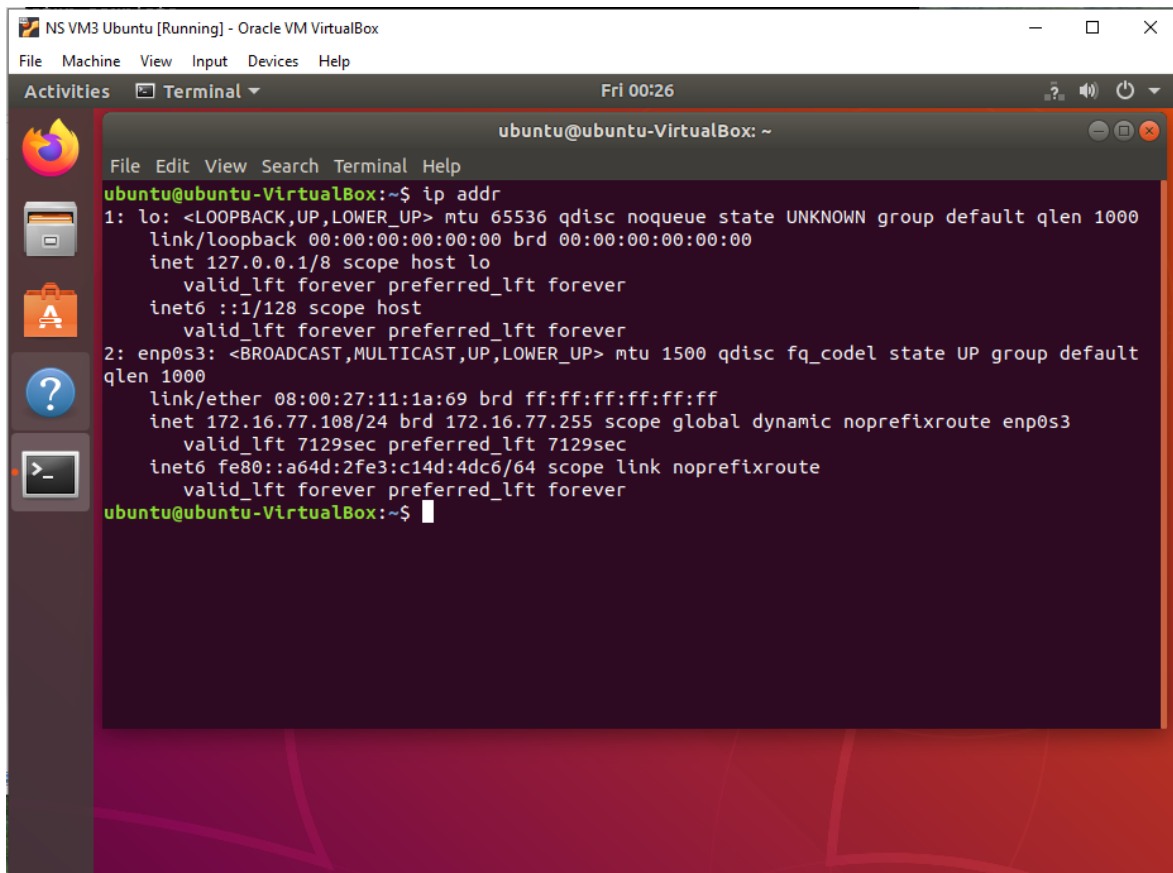 NS VM3 Ubuntu [Running] - Oracle VM VirtualBox
File Machine View Input Devices Help
Activities Terminal Fri 00:26
ubuntu@ubuntu-VirtualBox: ~
File Edit View Search Terminal Help
ubuntu@ubuntu-VirtualBox:~$ ip addr
1: lo: <LOOPBACK,UP,LOWER_UP> mtu 65536 qdisc noqueue state UNKNOWN group default qlen 1000
link/loopback 00:00:00:00:00:00 brd 00:00:00:00:00:00
inet 127.0.0.1/8 scope host lo
valid_lft forever preferred_lft forever
inet6 ::1/128 scope host
valid_lft forever preferred_lft forever
2: enp0s3: <BROADCAST,MULTICAST,UP,LOWER_UP> mtu 1500 qdisc fq_codel state UP group default
qlen 1000
link/ether 08:00:27:11:1a:69 brd ff:ff:ff:ff:ff:ff
inet 172.16.77.108/24 brd 172.16.77.255 scope global dynamic noprefixroute enp0s3
valid_lft 7129sec preferred_lft 7129sec
inet6 fe80::a64d:2fe3:c14d:4dc6/64 scope link noprefixroute
valid_lft forever preferred_lft forever
ubuntu@ubuntu-VirtualBox:~$